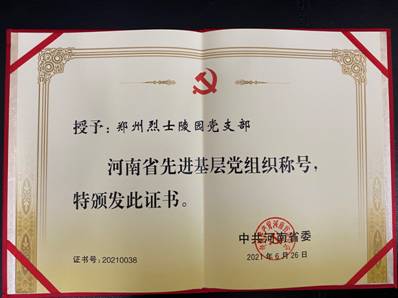 授予：郑州烈士陵园党支部
河南省先进基层党组织称号，
特颁发此证书。
中共河南省委
证书号：20210038
2021年6月26日